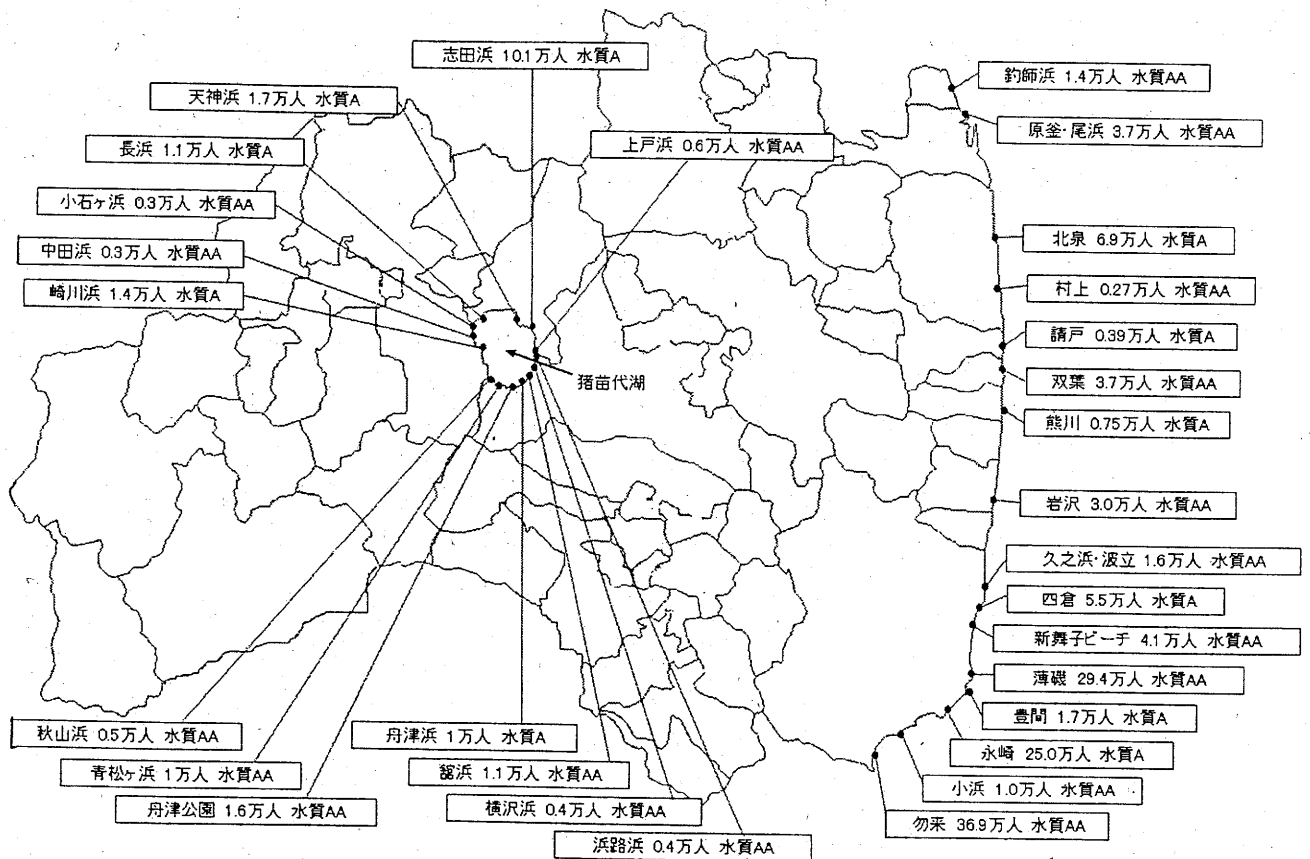 志田浜 10.1万人 水質A
天神浜 1.7万人 水質A
長浜 1.1万人 水質A
小石ヶ浜 0.3万人 水質AA
中田浜 0.3万人 水質AA
崎川浜 1.4万人 水質A
上戸浜 0.6万人 水質AA
猪苗代湖
釣師浜 1.4万人 水質AA
原釜・尾浜 3.7万人 水質AA
北泉 6.9万人 水質A
村上 0.27万人 水質AA
請戸 0.39万人 水質A
双葉 3.7万人 水質AA
熊川 0.75万人 水質A
岩沢 3.0万人 水質AA
久之浜・波立 1.6万人 水質AA
四倉 5.5万人 水質A
新舞子ビーチ 4.1万人 水質AA
薄磯 29.4万人 水質AA
豊間 1.7万人 水質A
永崎 25.0万人 水質A
小浜 1.0万人 水質AA
勿来 36.9万人 水質AA
秋山浜 0.5万人 水質AA
青松ヶ浜 1万人 水質AA
舟津公園 1.6万人 水質AA
舟津浜 1万人 水質A
舘浜 1.1万人 水質AA
横沢浜 0.4万人 水質AA
浜路浜 0.4万人 水質AA